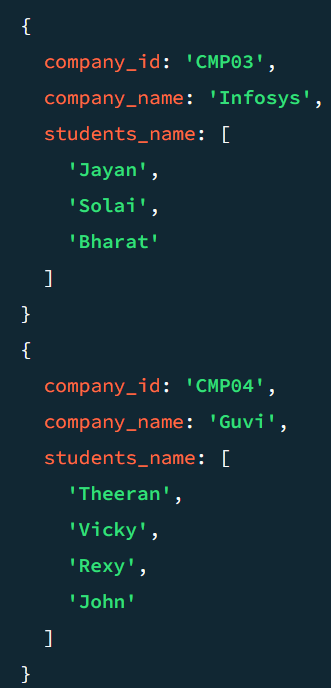 {
company_id: 'CMP03',
company_name: 'Infosys',
students_name: [
'Jayan',
'Solai',
'Bharat'
]
}
{
company_id: 'CMP04',
company_name: 'Guvi',
students_name: [
'Theeran',
'Vicky',
'Rexy',
'John'
]
}